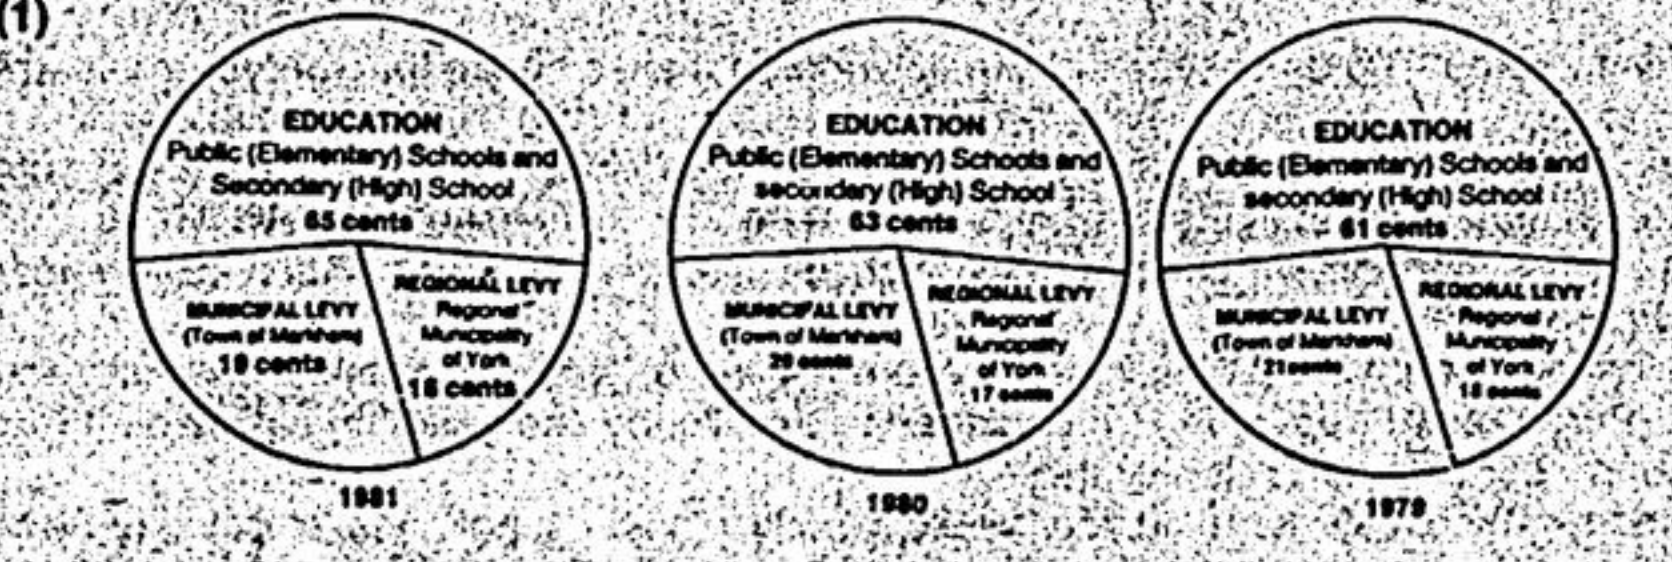 (1)
EDUCATION
Public (Elementary) Schools and
Secondary (High) School
65 cents
MUNICIPAL LEVY
(Town of Markham)
19 cents
REGIONAL LEVY
Regional
Municipality
of York
16 cents
1981
EDUCATION
Public (Elementary) Schools and
secondary (High) School
63 cents
MUNICIPAL LEVY
(Town of Markham)
20 cents
REGIONAL LEVY
Regional
Municipality
of York
17 cents
1980
EDUCATION
Public (Elementary) Schools and
secondary (High) School
61 cents
MUNICIPAL LEVY
(Town of Markham)
21 cents
REGIONAL LEVY
Regional
Municipality
of York
18 cents
1979